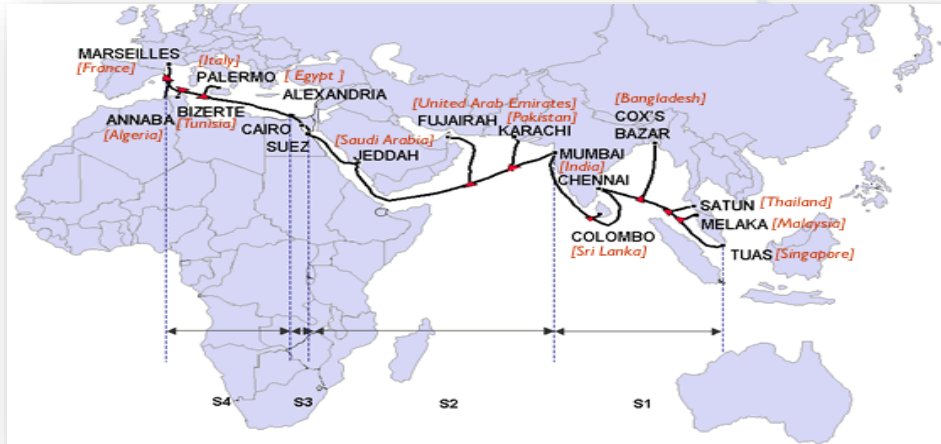 MARSEILLES
[France]
[Italy]
PALERMO
[ Egypt ]
ALEXANDRIA
ANNABA
[Algeria]
BIZERTE
[Tunisia]
CAIRO
SUEZ
[Saudi Arabia]
JEDDAH
[United Arab Emirates]
FUJAIRAH
[Pakistan]
KARACHI
[Bangladesh]
COX'S
BAZAR
MUMBAI
[India]
CHENNAI
COLOMBO
[Sri Lanka]
SATUN [Thailand]
MELAKA [Malaysia]
TUAS [Singapore]
S4
S3
S2
S1